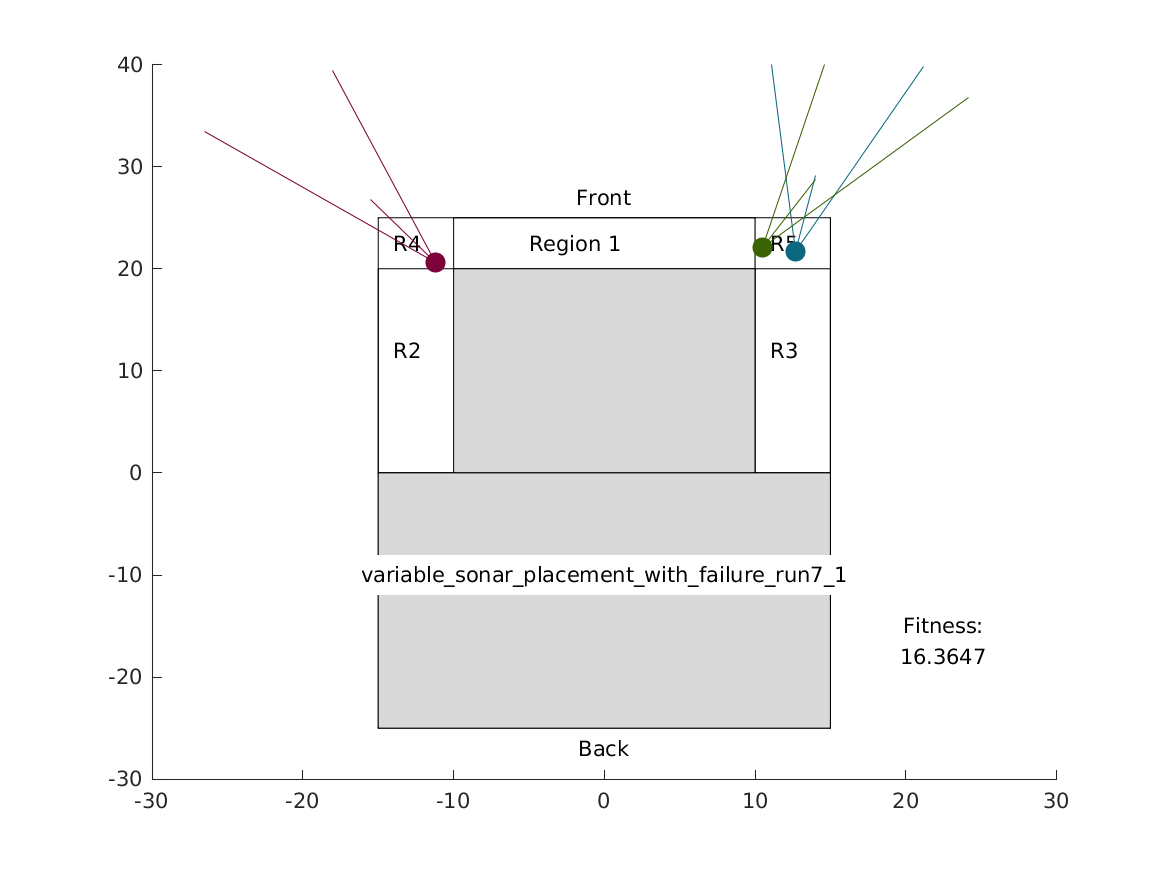 40
30
Front
R4
Region 1
R5
20
R2
R3
10
0
-10
variable_sonar_placement_with_failure_run7_1
Fitness:
16.3647
-20
Back
-30
-30
-20
-10
0
10
20
30